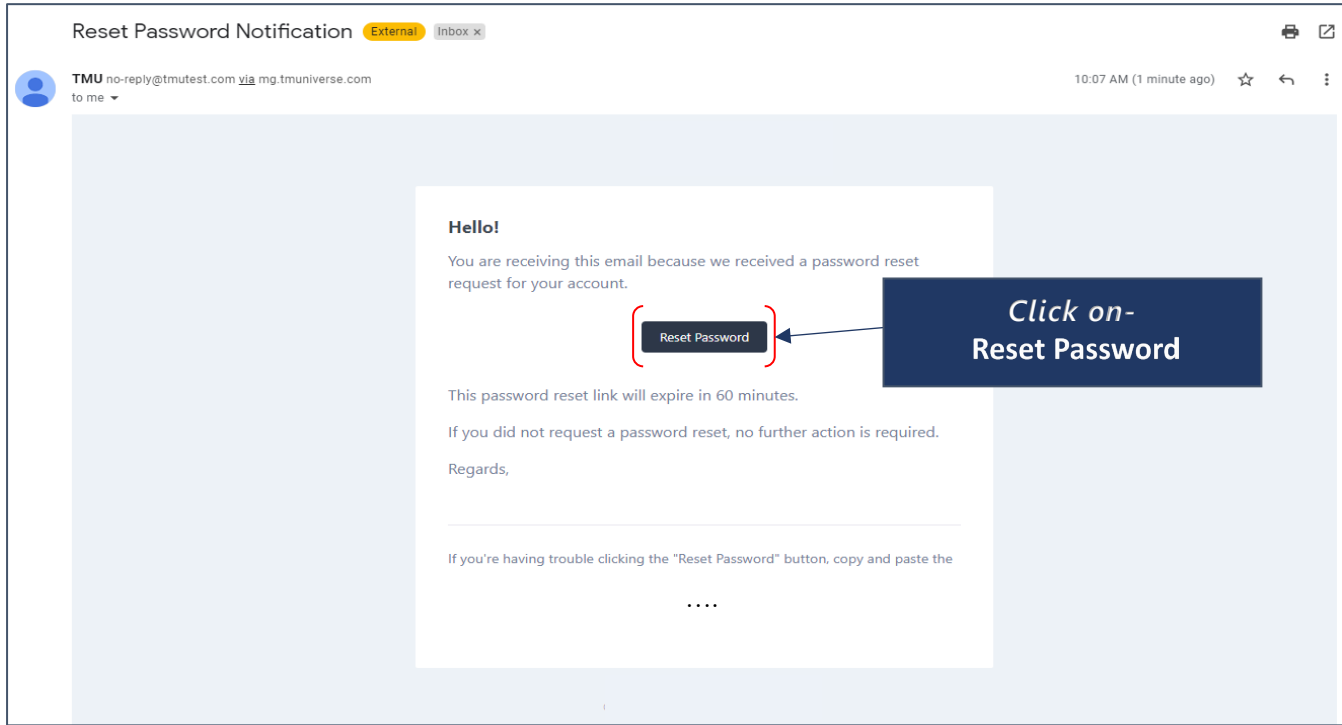 Reset Password Notification External Inbox x
TMU no-reply@tmutest.com via mg.tmuniverse.com 10:07 AM (1 minute ago)
to me
Hello!
You are receiving this email because we received a password reset
request for your account.
Click on-
Reset Password
Reset Password
This password reset link will expire in 60 minutes.
If you did not request a password reset, no further action is required.
Regards,
If you're having trouble clicking the "Reset Password" button, copy and paste the
....